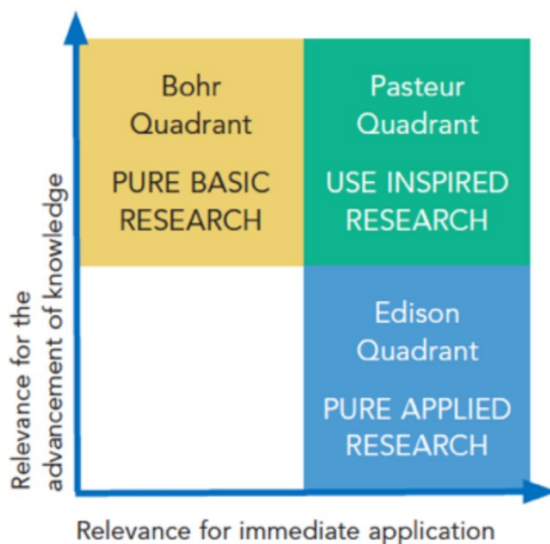 Bohr
Quadrant
PURE BASIC
RESEARCH
Pasteur
Quadrant
USE INSPIRED
RESEARCH
Edison
Quadrant
PURE APPLIED
RESEARCH
Relevance for the
advancement of knowledge
Relevance for immediate application